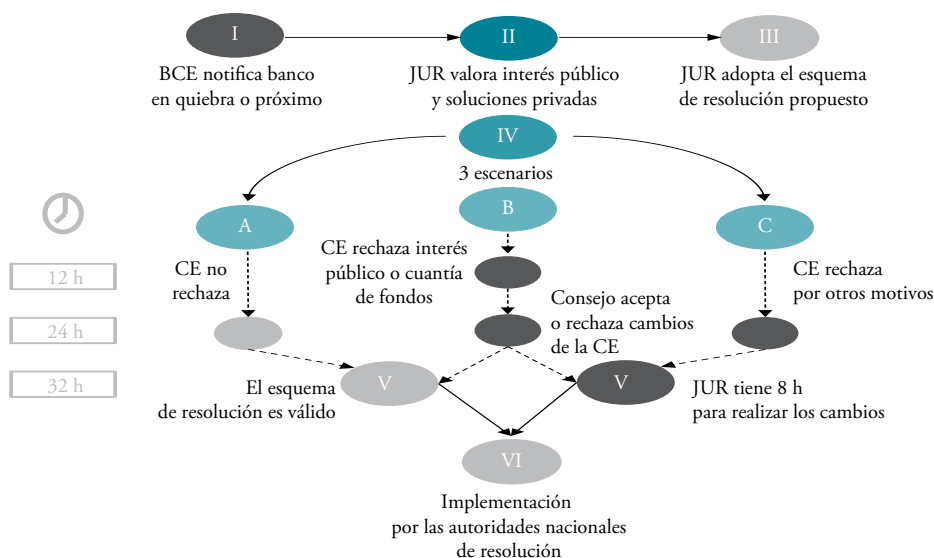 I
II
III
BCE notifica banco
en quiebra o próximo
JUR valora interés público
y soluciones privadas
JUR adopta el esquema
de resolución propuesto
IV
3 escenarios
A
B
C
CE no
rechaza
CE rechaza interés
público o cuantía
de fondos
CE rechaza
por otros motivos
12 h
24 h
32 h
Consejo acepta
o rechaza cambios
de la CE
V
V
El esquema
de resolución es válido
JUR tiene 8 h
para realizar los cambios
VI
Implementación
por las autoridades nacionales
de resolución